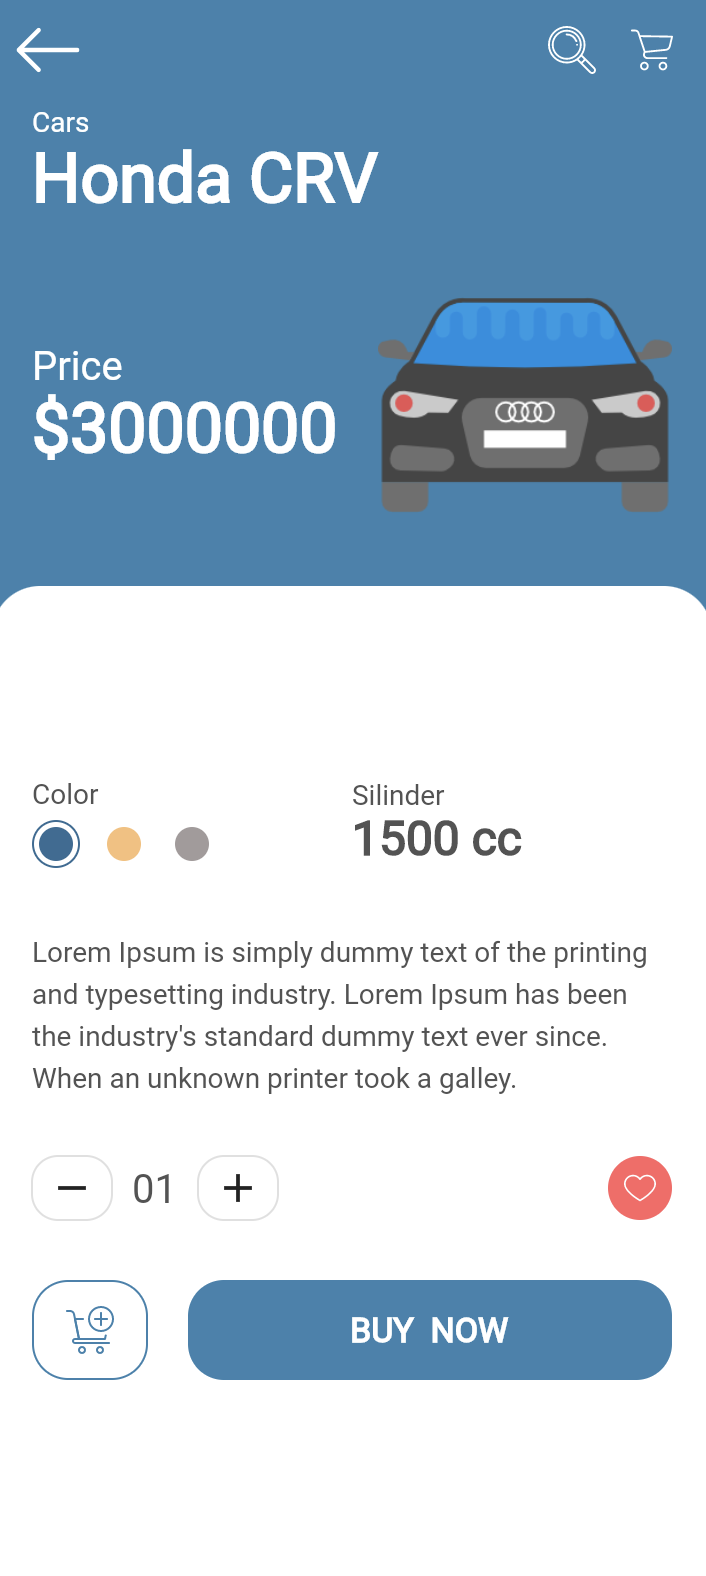 Cars
Honda CRV
Price
$3000000
Color
Silinder
1500 cc
Lorem Ipsum is simply dummy text of the printing
and typesetting industry. Lorem Ipsum has been
the industry's standard dummy text ever since.
When an unknown printer took a galley.
01
BUY NOW